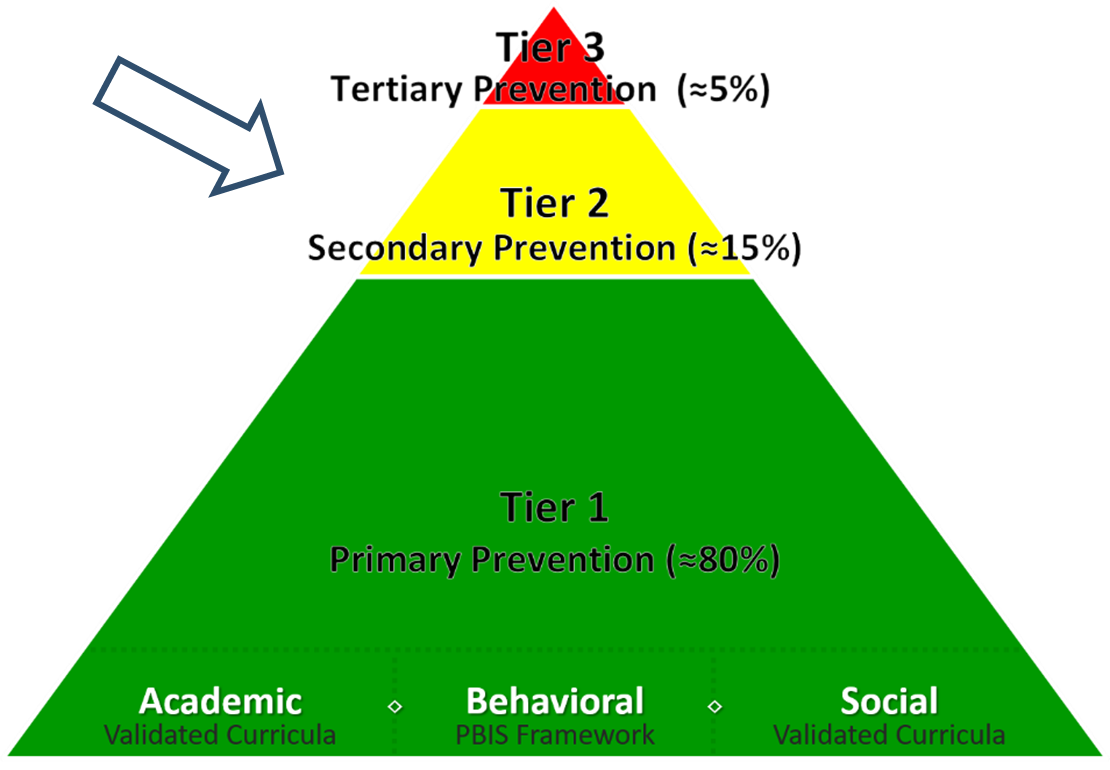 Tier 3
Tertiary Prevention (≈5%)
Tier 2
Secondary Prevention (≈15%)
Tier 1
Primary Prevention (≈80%)
Academic ◇ Behavioral ◇ Social
Validated Curricula PBIS Framework Validated Curricula